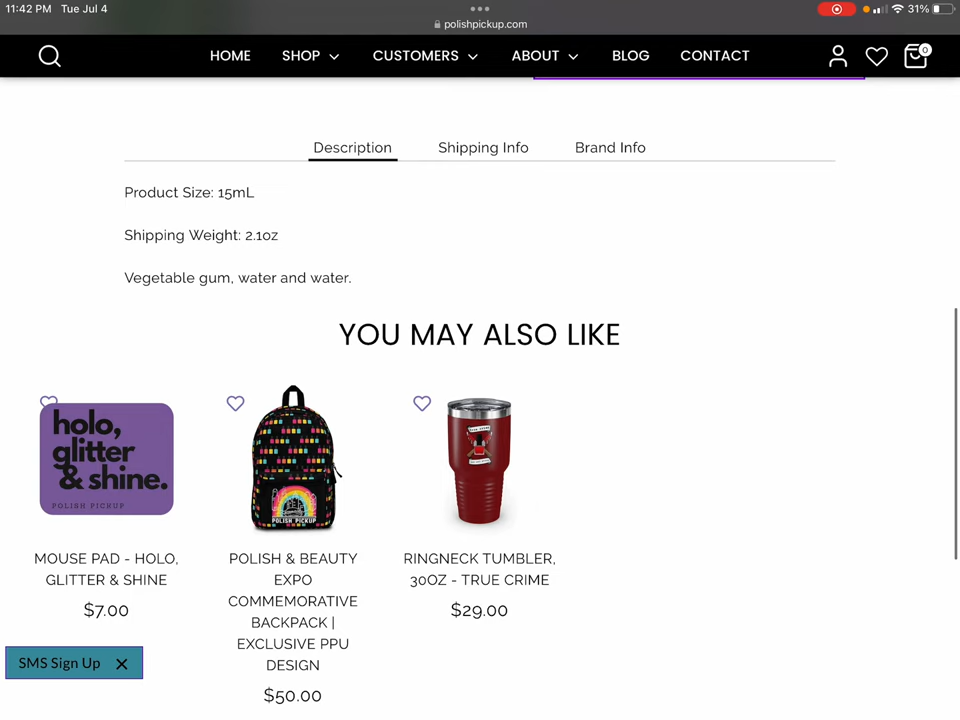 11:42 PM Tue Jul 4
31%
polishpickup.com
HOME SHOP CUSTOMERS ABOUT BLOG CONTACT
0
Description Shipping Info Brand Info
Product Size: 15mL
Shipping Weight: 2.1oz
Vegetable gum, water and water.
YOU MAY ALSO LIKE
holo,
glitter
& shine.
POLISH PICKUP
POLISH PICKUP
MOUSE PAD - HOLO,
GLITTER & SHINE
$7.00
POLISH & BEAUTY
EXPO
COMMEMORATIVE
BACKPACK |
EXCLUSIVE PPU
DESIGN
$50.00
RINGNECK TUMBLER,
30OZ - TRUE CRIME
$29.00
SMS Sign Up